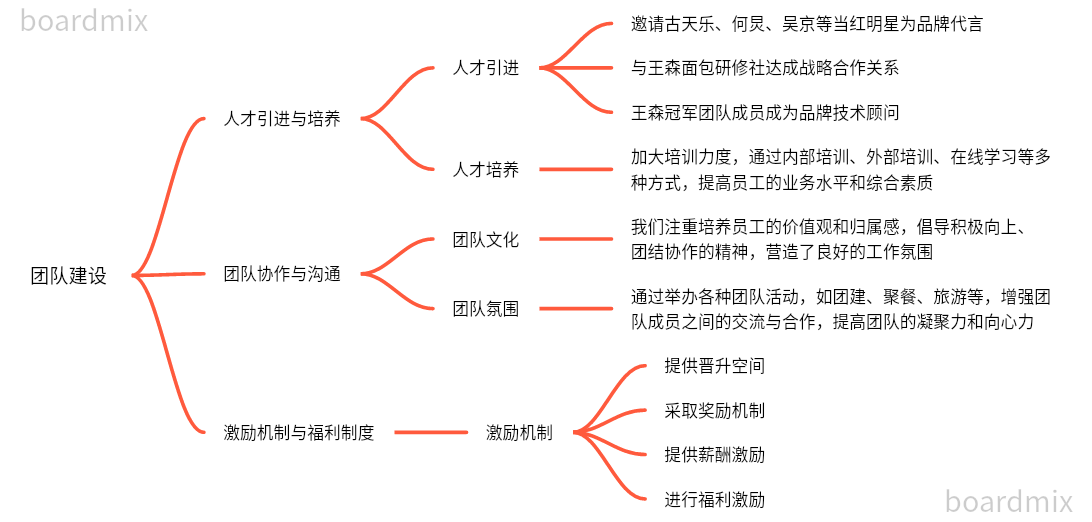 boardmix
团队建设
人才引进与培养
人才引进
邀请古天乐、何炅、吴京等当红明星为品牌代言
与王森面包研修社达成战略合作关系
王森冠军团队成员成为品牌技术顾问
人才培养
加大培训力度，通过内部培训、外部培训、在线学习等多
种方式，提高员工的业务水平和综合素质
团队协作与沟通
团队文化
我们注重培养员工的价值观和归属感，倡导积极向上、
团结协作的精神，营造了良好的工作氛围
团队氛围
通过举办各种团队活动，如团建、聚餐、旅游等，增强团
队成员之间的交流与合作，提高团队的凝聚力和向心力
激励机制与福利制度
激励机制
提供晋升空间
采取奖励机制
提供薪酬激励
进行福利激励
boardmix